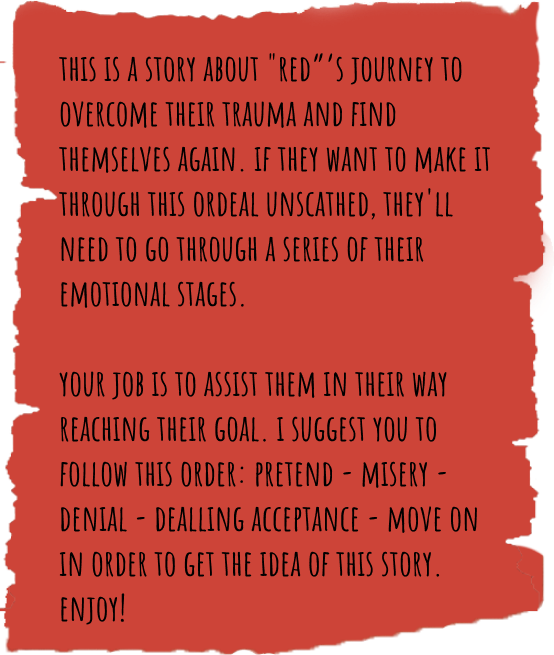 THIS IS A STORY ABOUT "RED"'S JOURNEY TO
OVERCOME THEIR TRAUMA AND FIND
THEMSELVES AGAIN. IF THEY WANT TO MAKE IT
THROUGH THIS ORDEAL UNSCATHED, THEY'LL
NEED TO GO THROUGH A SERIES OF THEIR
EMOTIONAL STAGES.
YOUR JOB IS TO ASSIST THEM IN THEIR WAY
REACHING THEIR GOAL. I SUGGEST YOU TO
FOLLOW THIS ORDER: PRETEND - MISERY -
DENIAL - DEALLING ACCEPTANCE - MOVE ON
IN ORDER TO GET THE IDEA OF THIS STORY.
ENJOY!